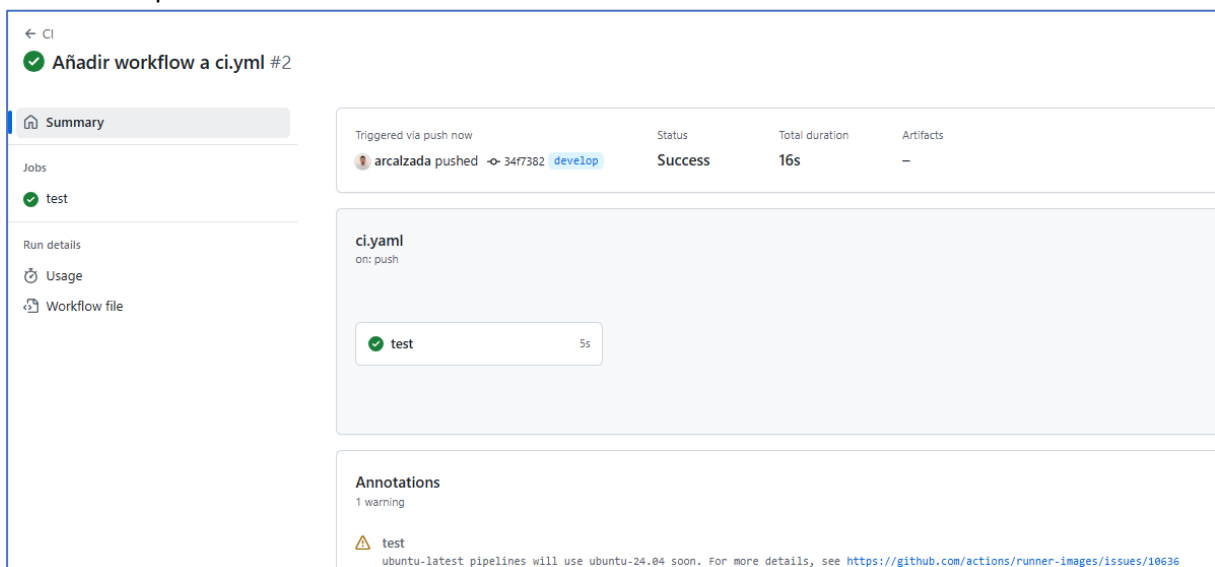 ← CI
Añadir workflow a ci.yml #2
Summary
Jobs
test
Run details
Usage
Workflow file
Triggered via push now
arcalzada pushed 34f7382 develop
Status
Success
Total duration
16s
Artifacts
–
ci.yaml
on: push
test 5s
Annotations
1 warning
test
ubuntu-latest pipelines will use ubuntu-24.04 soon. For more details, see https://github.com/actions/runner-images/issues/10636